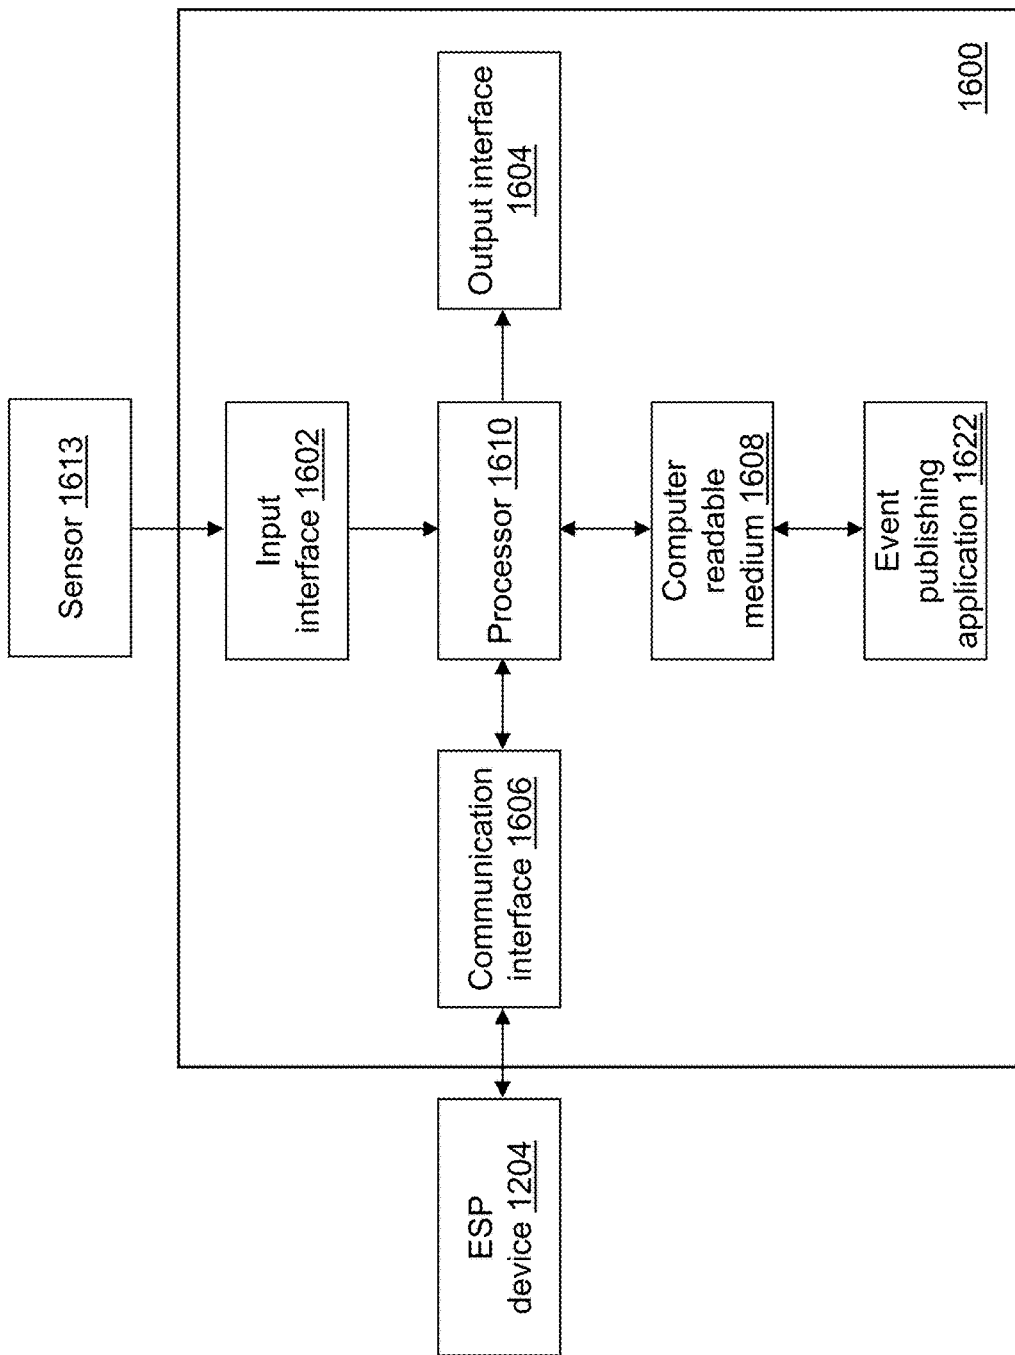 Sensor 1613
Input
interface 1602
Output interface
1604
Processor 1610
Communication
interface 1606
ESP
device 1204
Computer
readable
medium 1608
Event
publishing
application 1622
1600